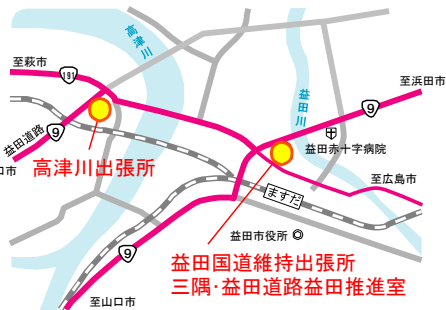 高津川
至萩市
191
至浜田市
9
益田川
益田道路
9
益田赤十字病院
口市
高津川出張所
至広島市
ますだ
益田市役所
9
益田国道維持出張所
三隅・益田道路益田推進室
至山口市